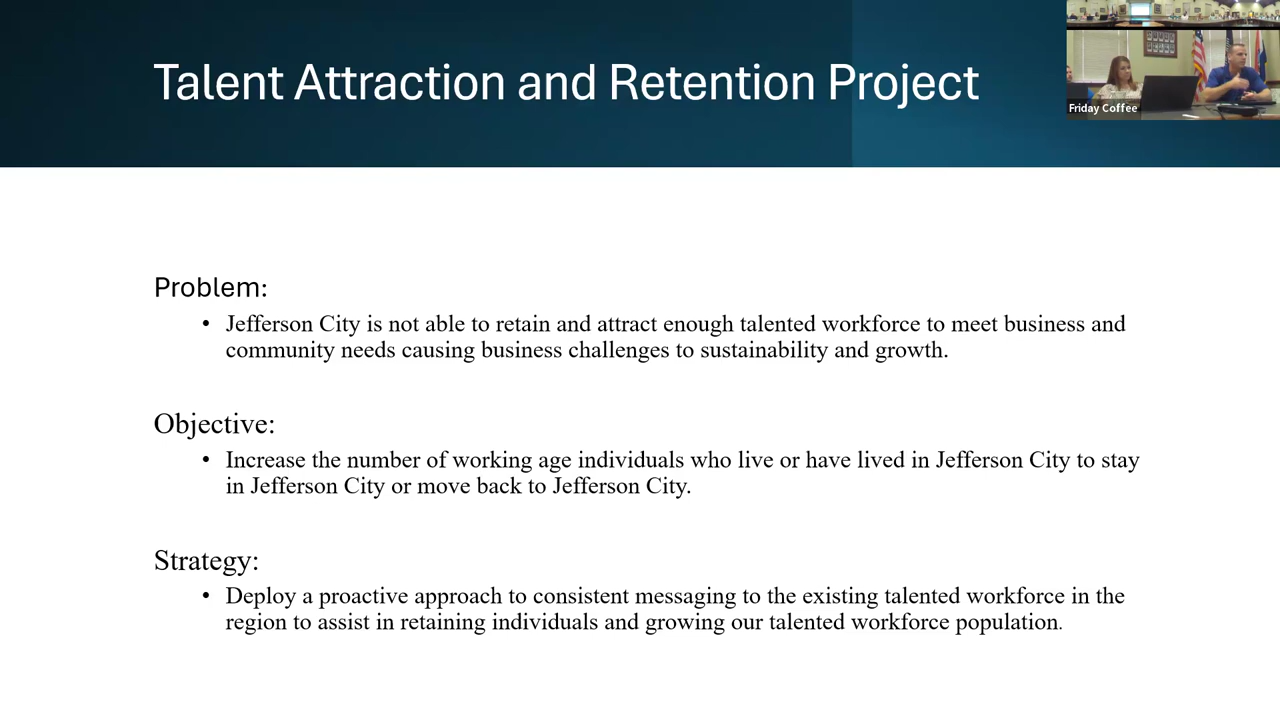 Talent Attraction and Retention Project
Friday Coffee
Problem:
• Jefferson City is not able to retain and attract enough talented workforce to meet business and
community needs causing business challenges to sustainability and growth.
Objective:
• Increase the number of working age individuals who live or have lived in Jefferson City to stay
in Jefferson City or move back to Jefferson City.
Strategy:
• Deploy a proactive approach to consistent messaging to the existing talented workforce in the
region to assist in retaining individuals and growing our talented workforce population.